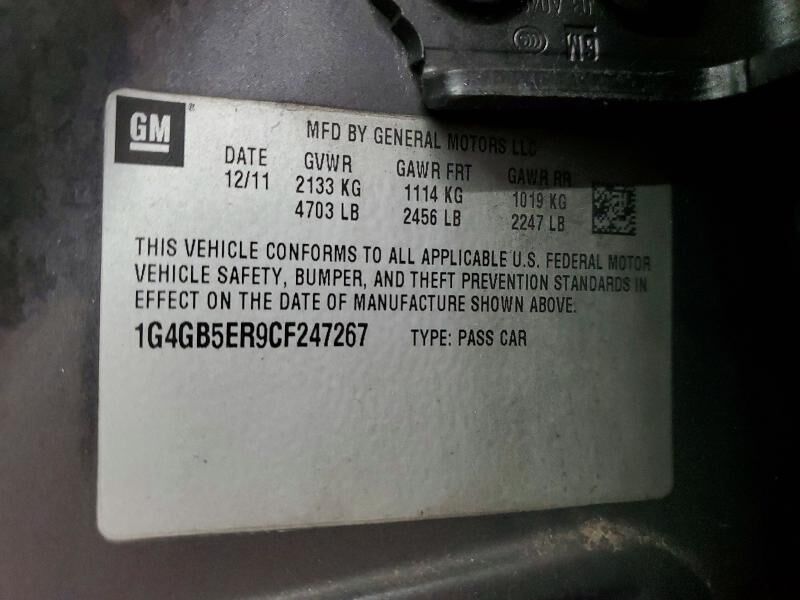 GM
GM ®
MFD BY GENERAL MOTORS LLC
DATE GVWR GAWR FRT GAWR RR
12/11 2133 KG 1114 KG 1019 KG
4703 LB 2456 LB 2247 LB
THIS VEHICLE CONFORMS TO ALL APPLICABLE U.S. FEDERAL MOTOR
VEHICLE SAFETY, BUMPER, AND THEFT PREVENTION STANDARDS IN
EFFECT ON THE DATE OF MANUFACTURE SHOWN ABOVE.
1G4GB5ER9CF247267 TYPE: PASS CAR